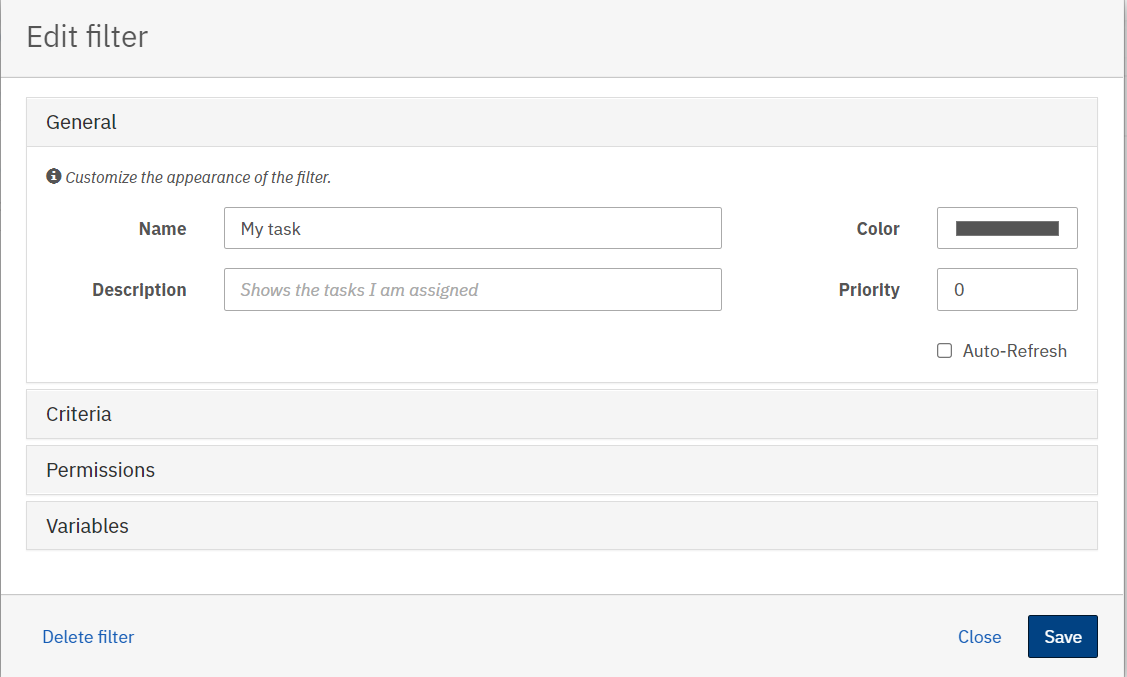 Edit filter
General
Customize the appearance of the filter.
Name My task Color
Description Shows the tasks I am assigned Priority 0
Auto-Refresh
Criteria
Permissions
Variables
Delete filter Close Save